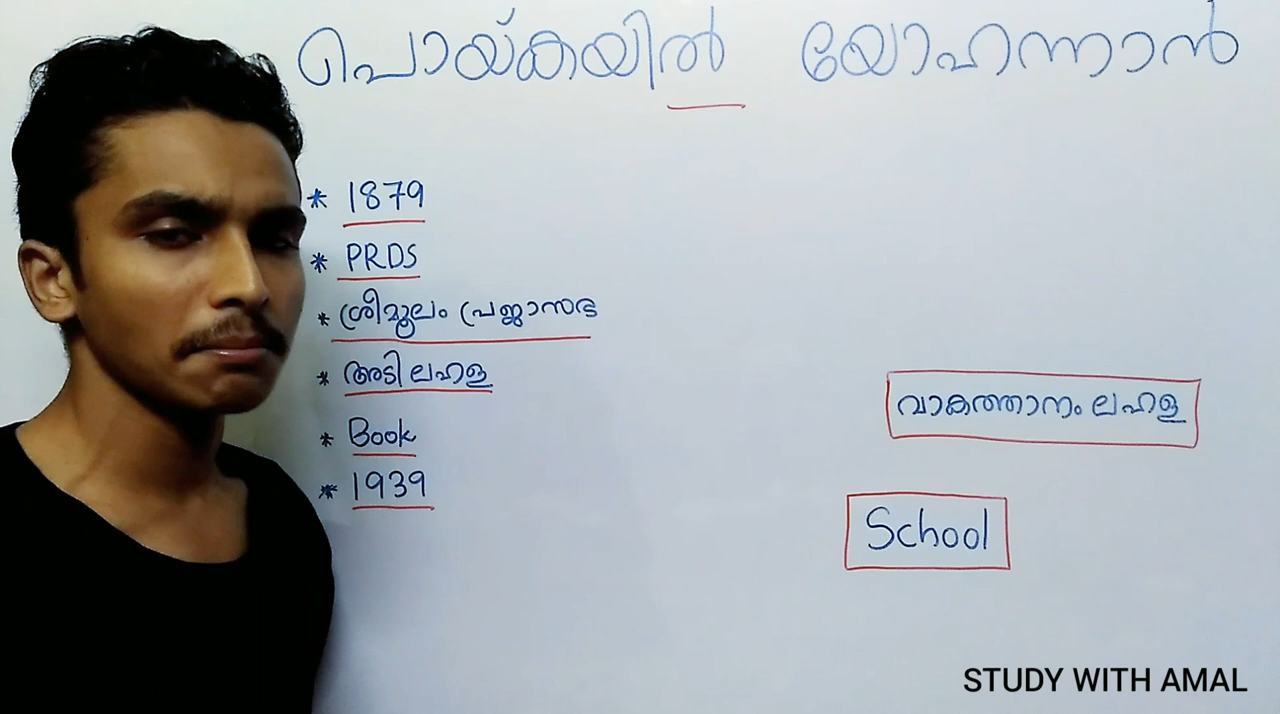 പൊയ്കയിൽ യോഹന്നാൻ
* 1879
* PRDS
* ശ്രീമൂലം പ്രജാസഭ
* അടി ലഹള
വാകത്താനം ലഹള
* Book
* 1939
School
STUDY WITH AMAL